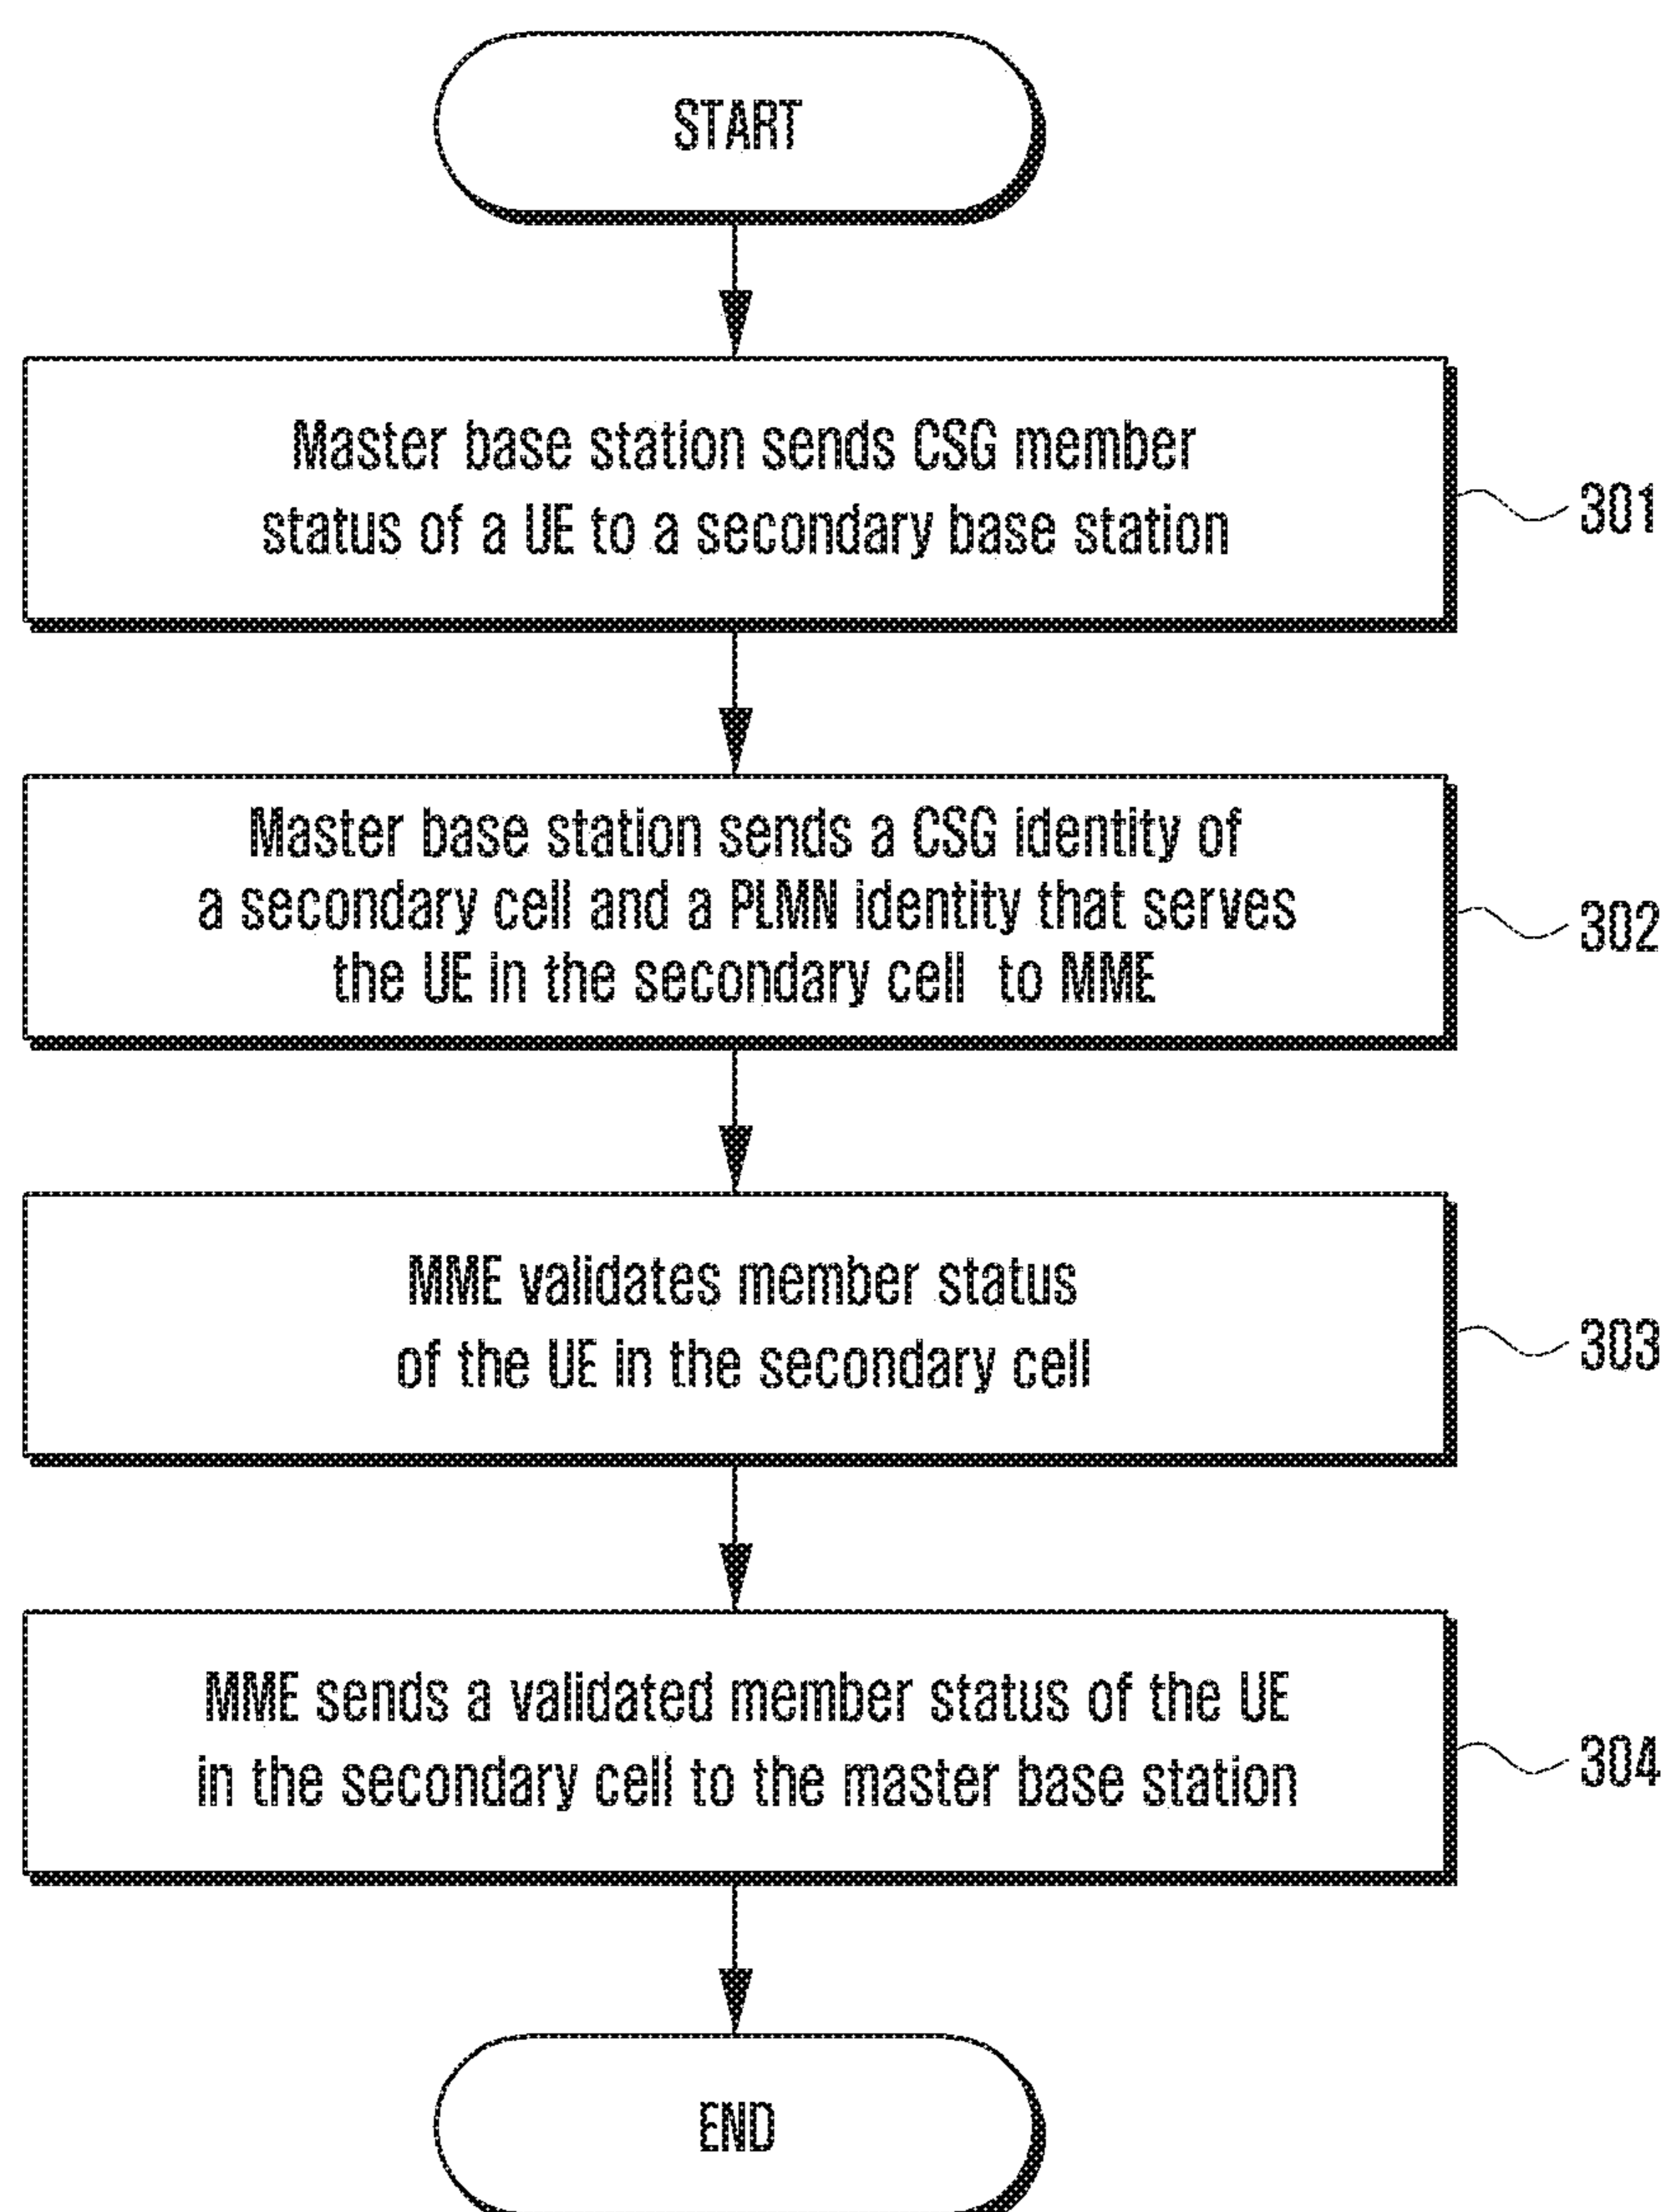 START
Master base station sends CSG member
status of a UE to a secondary base station
301
Master base station sends a CSG identity of
a secondary cell and a PLMN identity that serves
the UE in the secondary cell to MME
302
MME validates member status
of the UE in the secondary cell
303
MME sends a validated member status of the UE
in the secondary cell to the master base station
304
END